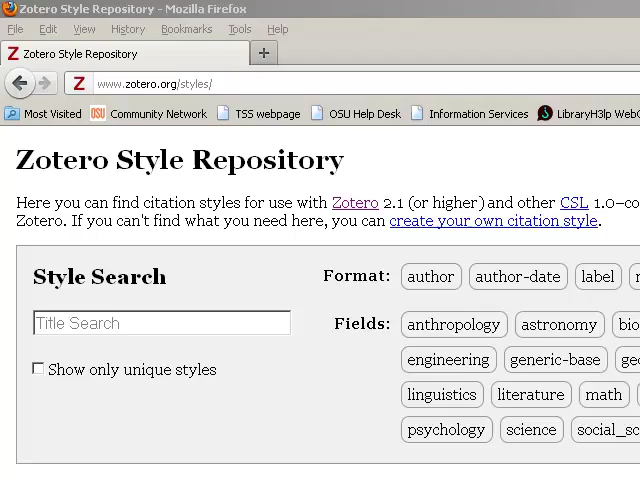 Zotero Style Repository - Mozilla Firefox
File Edit View History Bookmarks Tools Help
Z Zotero Style Repository +
Z www.zotero.org/styles/
Most Visited OSU Community Network TSS webpage OSU Help Desk Information Services LibraryH3lp Firefox
Zotero Style Repository
Here you can find citation styles for use with Zotero 2.1 (or higher) and other CSL 1.0–co
Zotero. If you can't find what you need here, you can create your own citation style.
Style Search
Title Search
Show only unique styles
Format: author author-date label
Fields: anthropology astronomy bio
engineering generic-base geo
linguistics literature math
psychology science social_sc